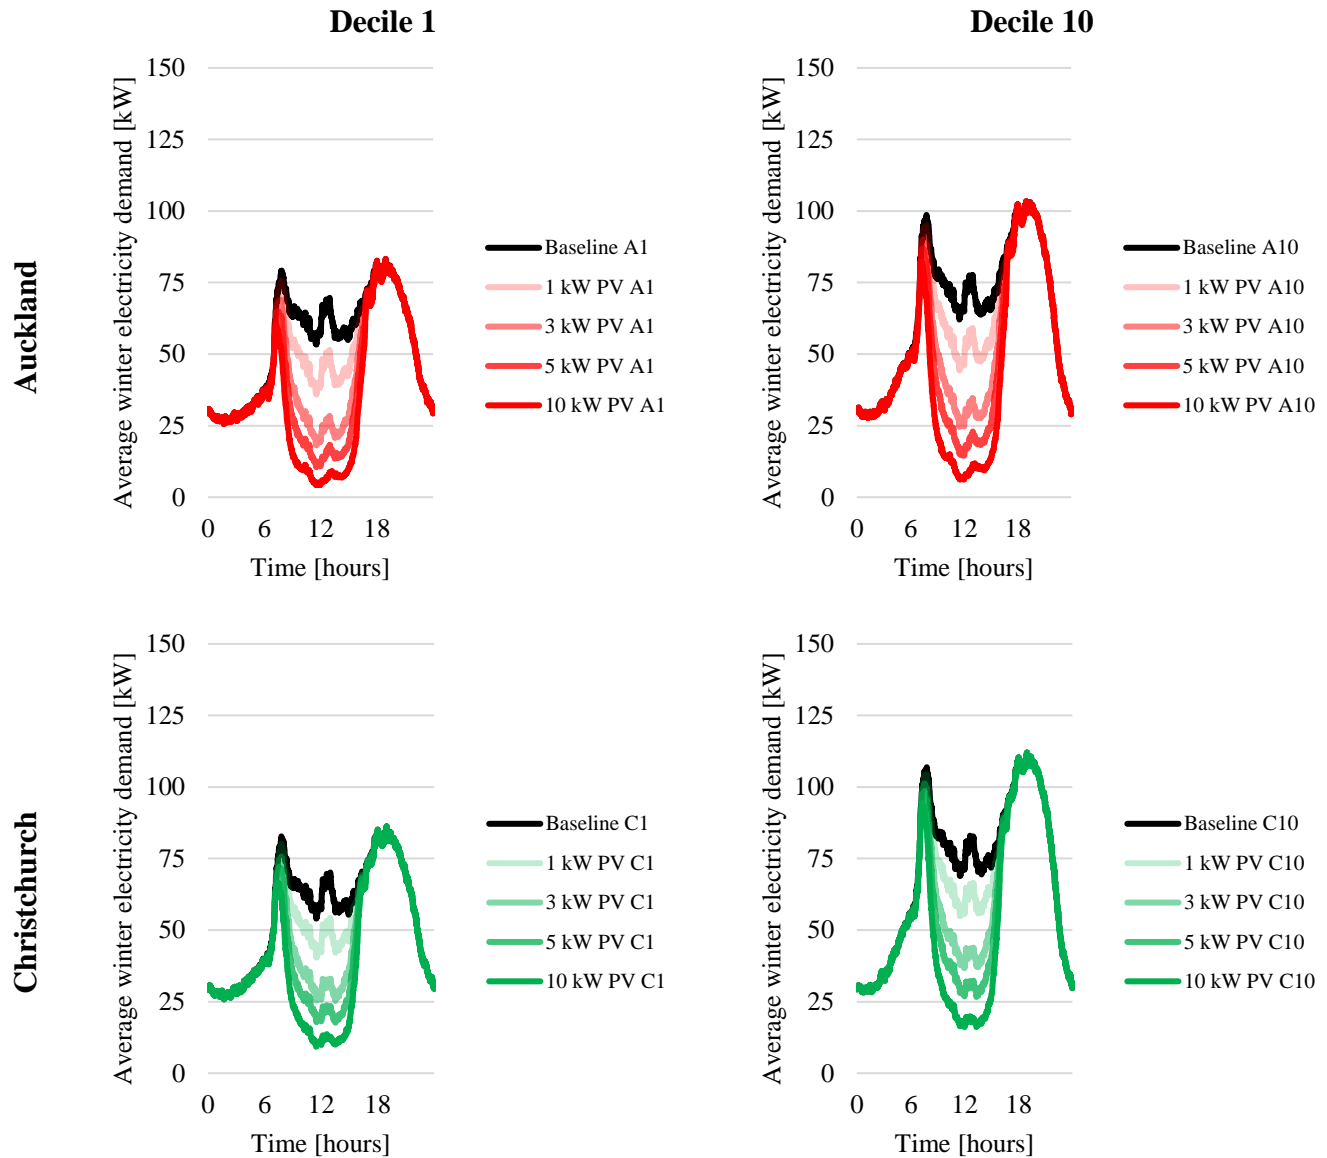 Decile 1
Decile 10
Auckland
Average winter electricity demand [kW]
150
125
100
75
50
25
0
0 6 12 18
Time [hours]
Baseline A1
1 kW PV A1
3 kW PV A1
5 kW PV A1
10 kW PV A1
Average winter electricity demand [kW]
150
125
100
75
50
25
0
0 6 12 18
Time [hours]
Baseline A10
1 kW PV A10
3 kW PV A10
5 kW PV A10
10 kW PV A10
Christchurch
Average winter electricity demand [kW]
150
125
100
75
50
25
0
0 6 12 18
Time [hours]
Baseline C1
1 kW PV C1
3 kW PV C1
5 kW PV C1
10 kW PV C1
Average winter electricity demand [kW]
150
125
100
75
50
25
0
0 6 12 18
Time [hours]
Baseline C10
1 kW PV C10
3 kW PV C10
5 kW PV C10
10 kW PV C10